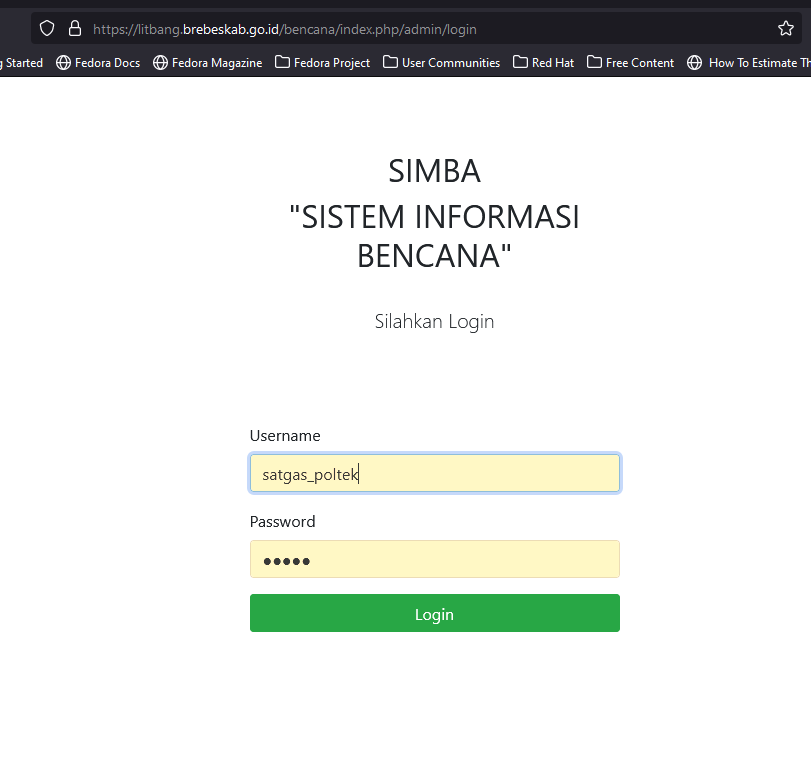 https://litbang.brebeskab.go.id/bencana/index.php/admin/login
Started Fedora Docs Fedora Magazine Fedora Project User Communities Red Hat Free Content How To Estimate
SIMBA
"SISTEM INFORMASI
BENCANA"
Silahkan Login
Username
satgas_poltek
Password
Login